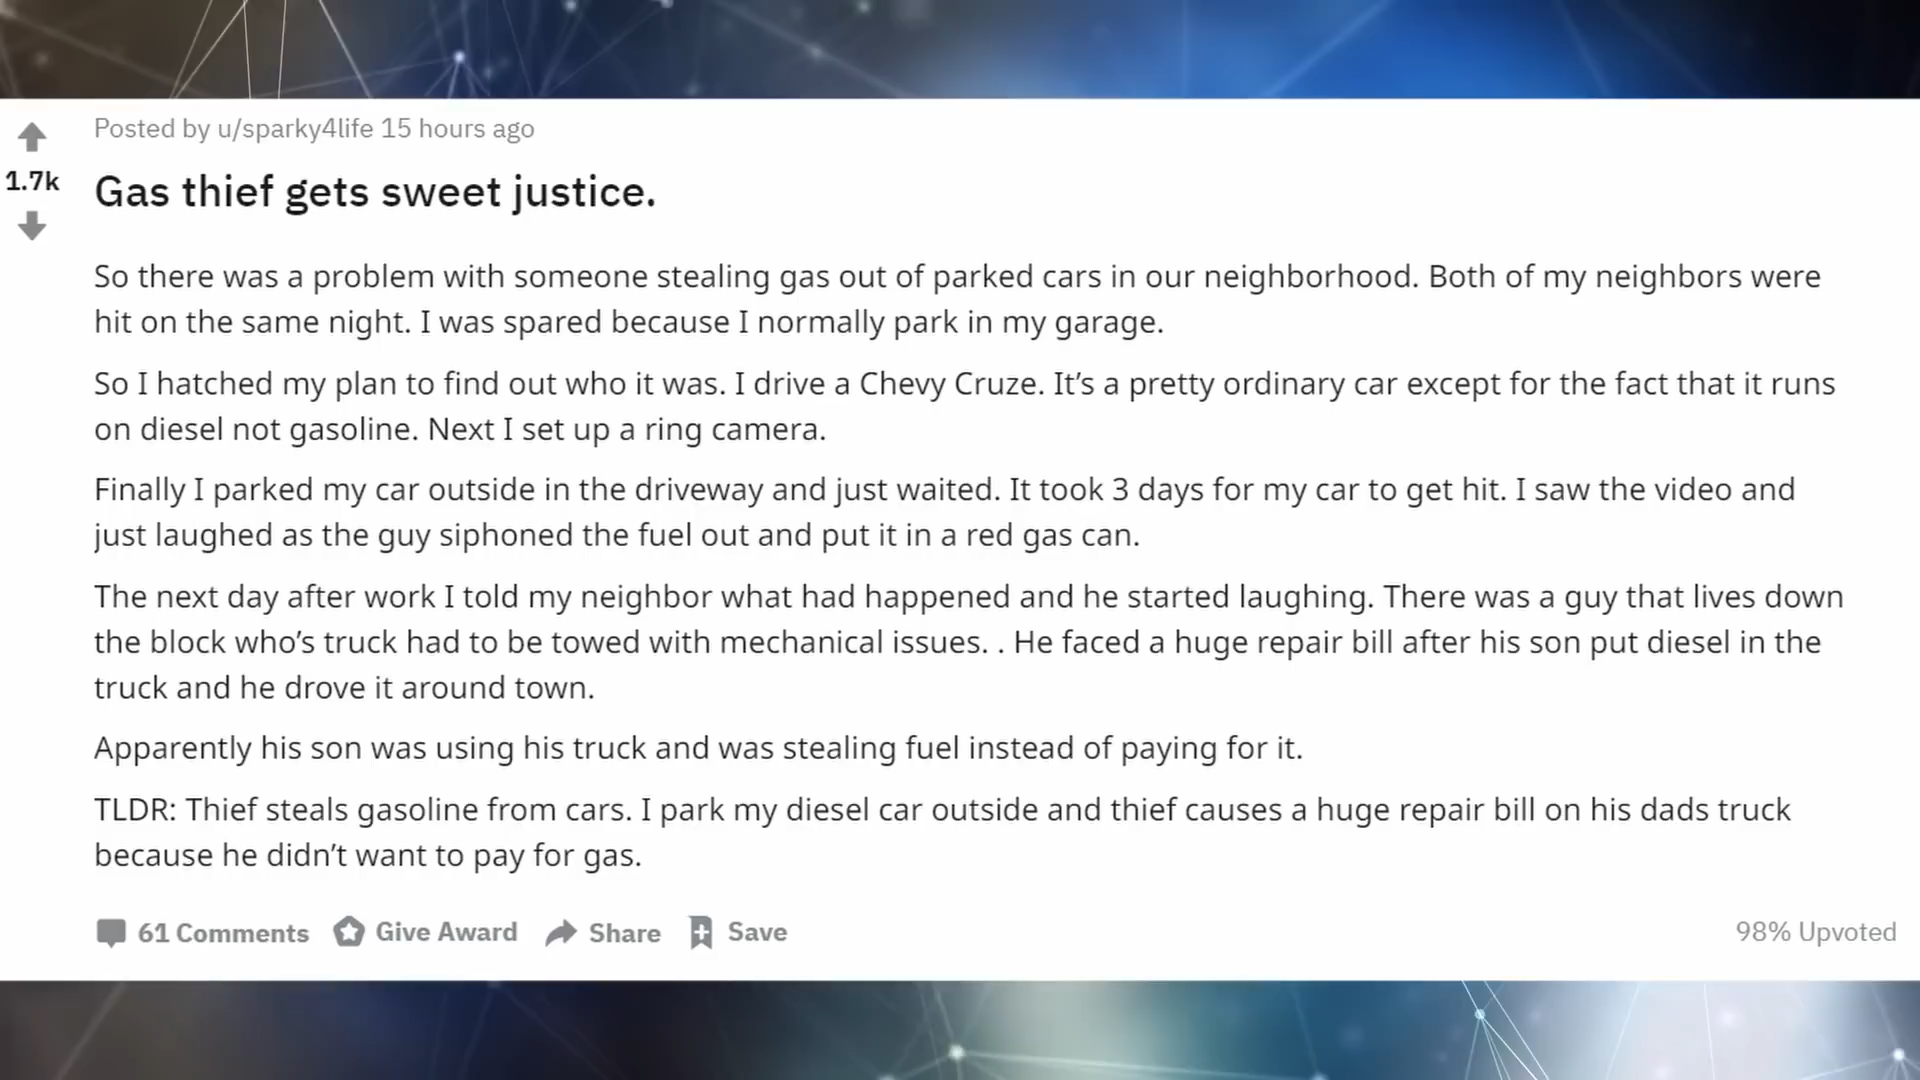 Posted by u/sparky4life 15 hours ago
1.7k
Gas thief gets sweet justice.
So there was a problem with someone stealing gas out of parked cars in our neighborhood. Both of my neighbors were
hit on the same night. I was spared because I normally park in my garage.
So I hatched my plan to find out who it was. I drive a Chevy Cruze. It’s a pretty ordinary car except for the fact that it runs
on diesel not gasoline. Next I set up a ring camera.
Finally I parked my car outside in the driveway and just waited. It took 3 days for my car to get hit. I saw the video and
just laughed as the guy siphoned the fuel out and put it in a red gas can.
The next day after work I told my neighbor what had happened and he started laughing. There was a guy that lives down
the block who’s truck had to be towed with mechanical issues. . He faced a huge repair bill after his son put diesel in the
truck and he drove it around town.
Apparently his son was using his truck and was stealing fuel instead of paying for it.
TLDR: Thief steals gasoline from cars. I park my diesel car outside and thief causes a huge repair bill on his dads truck
because he didn’t want to pay for gas.
61 Comments Give Award Share Save 98% Upvoted